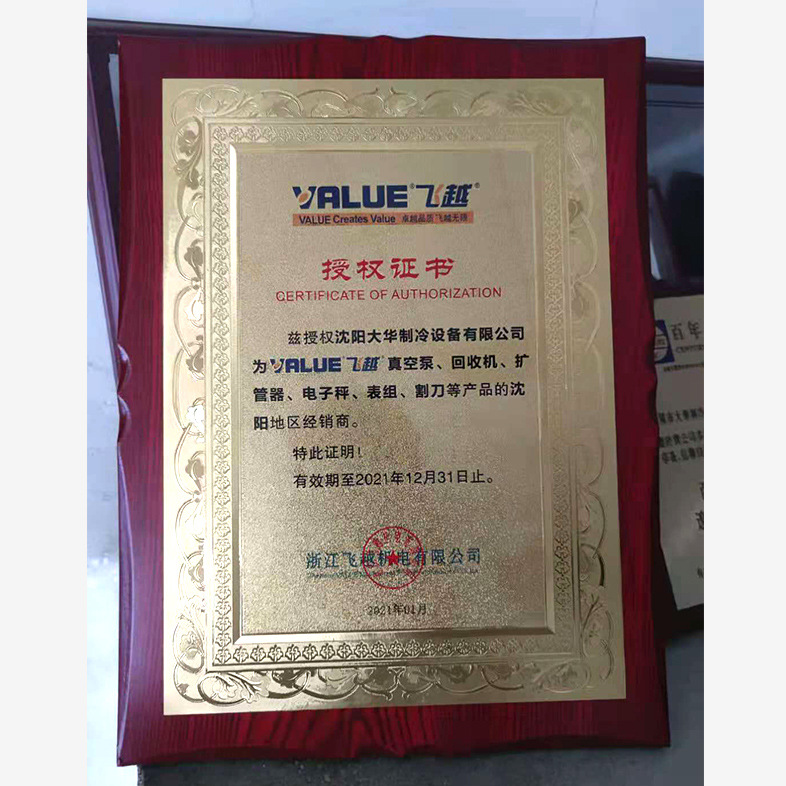 VALUE®飞越®
VALUE Creates Value 卓越品质 飞越无限
授权证书
CERTIFICATE OF AUTHORIZATION
兹授权沈阳大华制冷设备有限公司
为VALUE®飞越®真空泵、回收机、扩
管器、电子秤、表组、割刀等产品的沈
阳地区经销商。
特此证明!
有效期至2021年12月31日止。
浙江飞越机电有限公司
2021年01月
百年